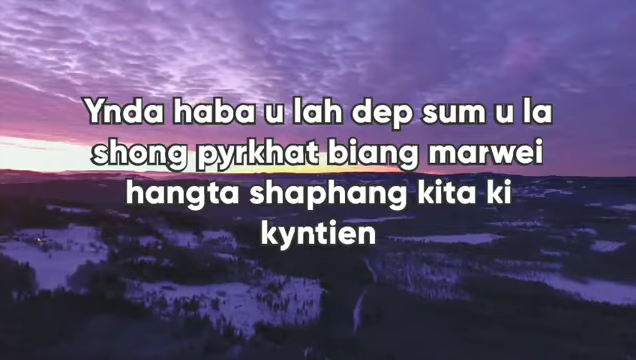 Ynda haba u lah dep sum u la
shong pyrkhat biang marwei
hangta shaphang kita ki
kyntien